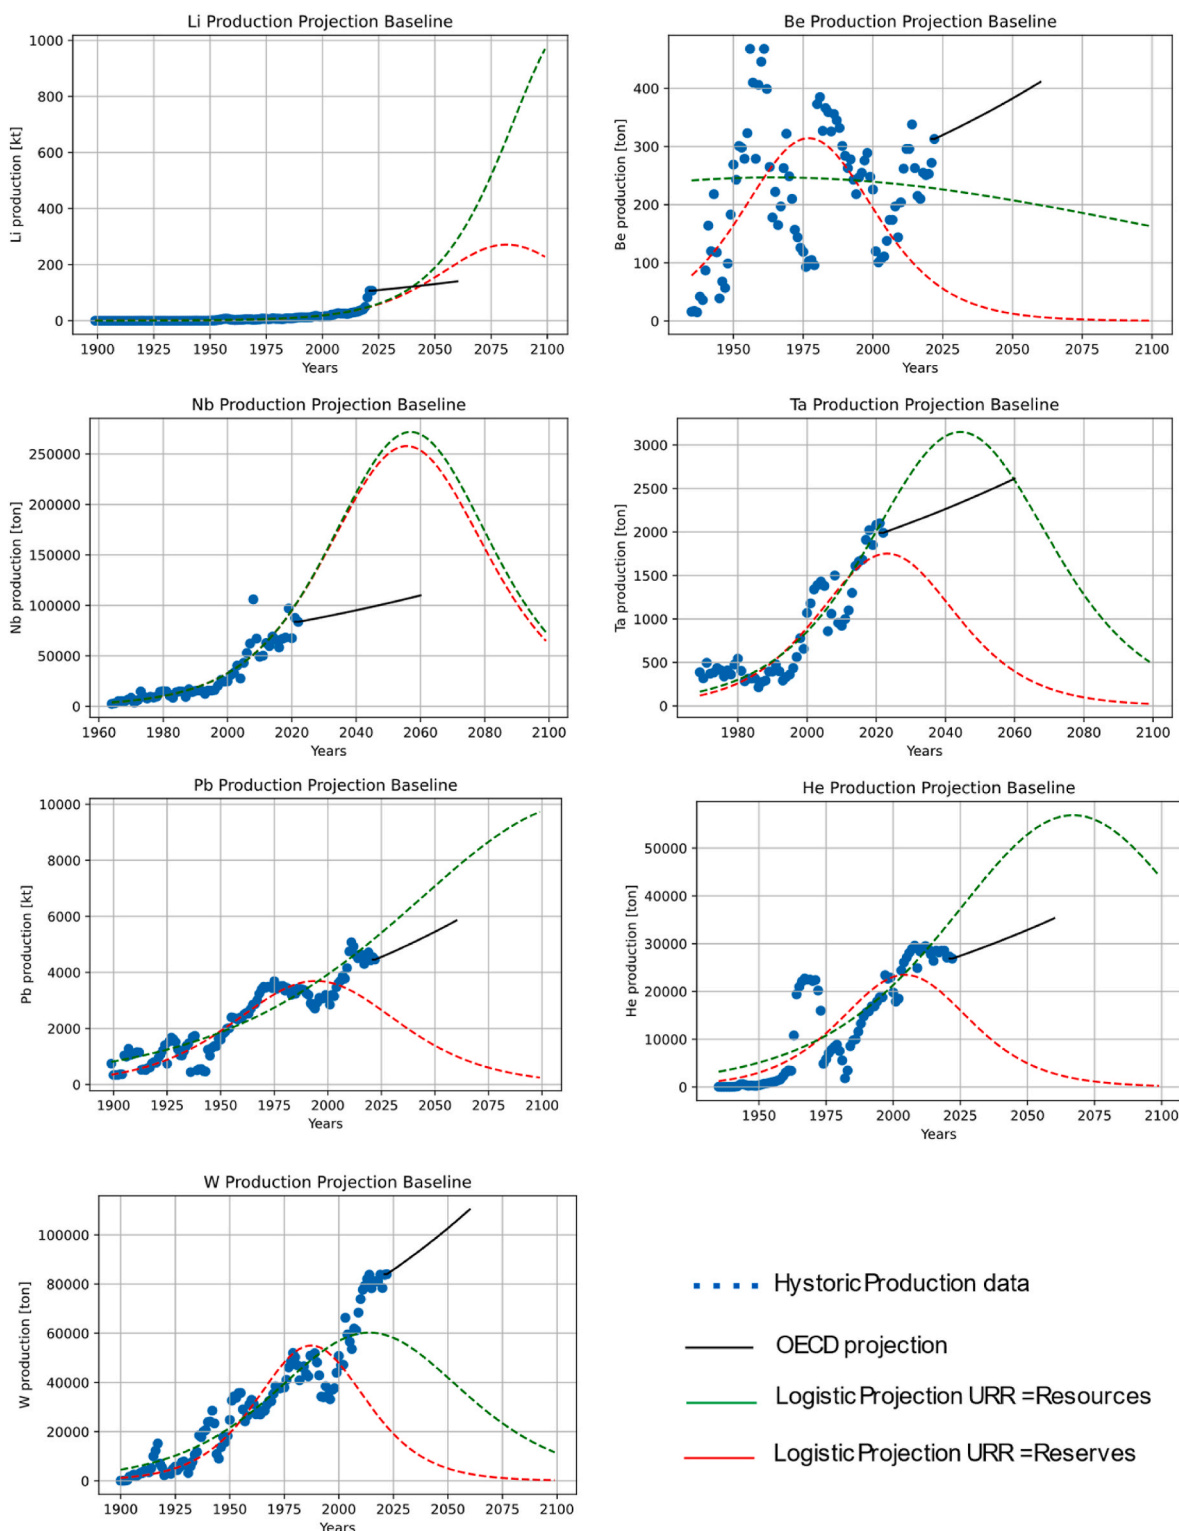 Li Production Projection Baseline
Li production [kt]
1000
800
600
400
200
0
1900 1925 1950 1975 2000 2025 2050 2075 2100
Years
Be Production Projection Baseline
Be production [ton]
400
300
200
100
0
1950 1975 2000 2025 2050 2075 2100
Years
Nb Production Projection Baseline
Nb production [ton]
250000
200000
150000
100000
50000
0
1960 1980 2000 2020 2040 2060 2080 2100
Years
Ta Production Projection Baseline
Ta production [ton]
3000
2500
2000
1500
1000
500
0
1980 2000 2020 2040 2060 2080 2100
Years
Pb Production Projection Baseline
Pb production [kt]
10000
8000
6000
4000
2000
0
1900 1925 1950 1975 2000 2025 2050 2075 2100
Years
He Production Projection Baseline
He production [ton]
50000
40000
30000
20000
10000
0
1950 1975 2000 2025 2050 2075 2100
Years
W Production Projection Baseline
W production [ton]
100000
80000
60000
40000
20000
0
1900 1925 1950 1975 2000 2025 2050 2075 2100
Years
Hystoric Production data
OECD projection
Logistic Projection URR =Resources
Logistic Projection URR =Reserves